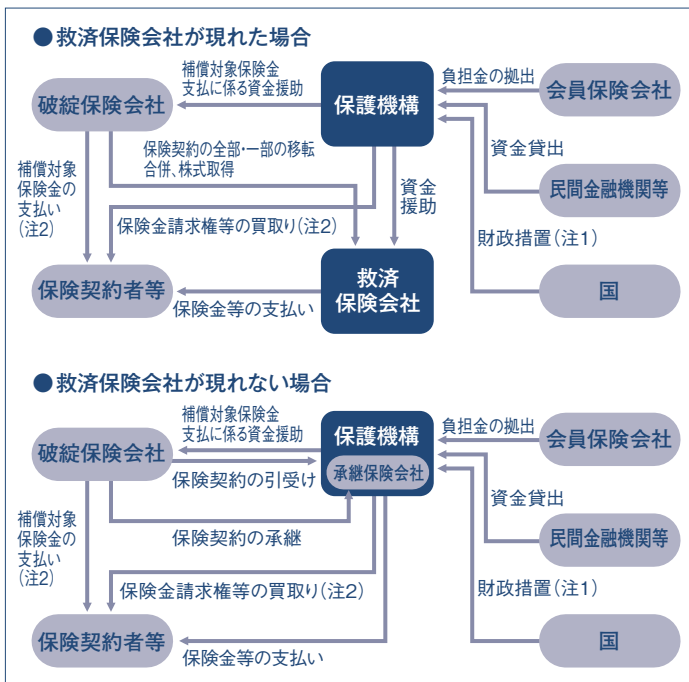 ●救済保険会社が現れた場合
補償対象保険金
支払に係る資金援助
負担金の拠出
破綻保険会社
保護機構
会員保険会社
資金貸出
補償対象
保険金の
支払い
(注2)
保険契約の全部・一部の移転
合併、株式取得
資金
援助
民間金融機関等
保険金請求権等の買取り(注2)
財政措置(注1)
保険契約者等
保険金等の支払い
救済
保険会社
国
●救済保険会社が現れない場合
補償対象保険金
支払に係る資金援助
負担金の拠出
破綻保険会社
保護機構
承継保険会社
会員保険会社
保険契約の引受け
資金貸出
補償対象
保険金の
支払い
(注2)
保険契約の承継
民間金融機関等
保険金請求権等の買取り(注2)
財政措置(注1)
保険契約者等
保険金等の支払い
国